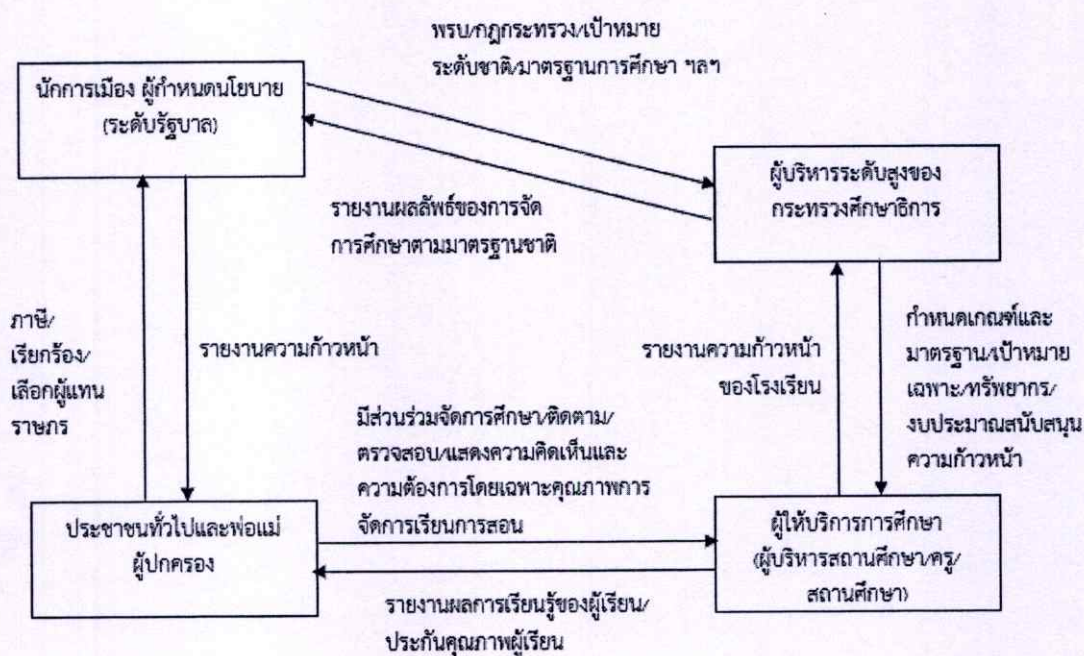 พรบ/กฎกระทรวง/เป้าหมาย
ระดับชาติ/มาตรฐานการศึกษา ฯลฯ
นักการเมือง ผู้กำหนดนโยบาย
(ระดับรัฐบาล)
ผู้บริหารระดับสูงของ
กระทรวงศึกษาธิการ
รายงานผลลัพธ์ของการจัด
การศึกษาตามมาตรฐานชาติ
ภาษี/
เรียกร้อง/
เลือกผู้แทน
ราษฎร
รายงานความก้าวหน้า
รายงานความก้าวหน้า
ของโรงเรียน
กำหนดเกณฑ์และ
มาตรฐาน/เป้าหมาย
เฉพาะ/ทรัพยากร/
งบประมาณสนับสนุน
ความก้าวหน้า
มีส่วนร่วมจัดการศึกษา/ติดตาม/
ตรวจสอบ/แสดงความคิดเห็นและ
ความต้องการโดยเฉพาะคุณภาพการ
จัดการเรียนการสอน
ประชาชนทั่วไปและพ่อแม่
ผู้ปกครอง
ผู้ให้บริการการศึกษา
(ผู้บริหารสถานศึกษา/ครู/
สถานศึกษา)
รายงานผลการเรียนรู้ของผู้เรียน/
ประกันคุณภาพผู้เรียน